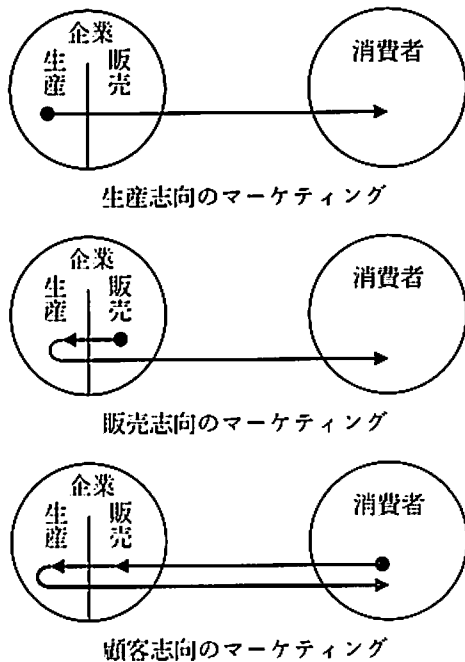 企業
生産
販売
消費者
生産志向のマーケティング
企業
生産
販売
消費者
販売志向のマーケティング
企業
生産
販売
消費者
顧客志向のマーケティング